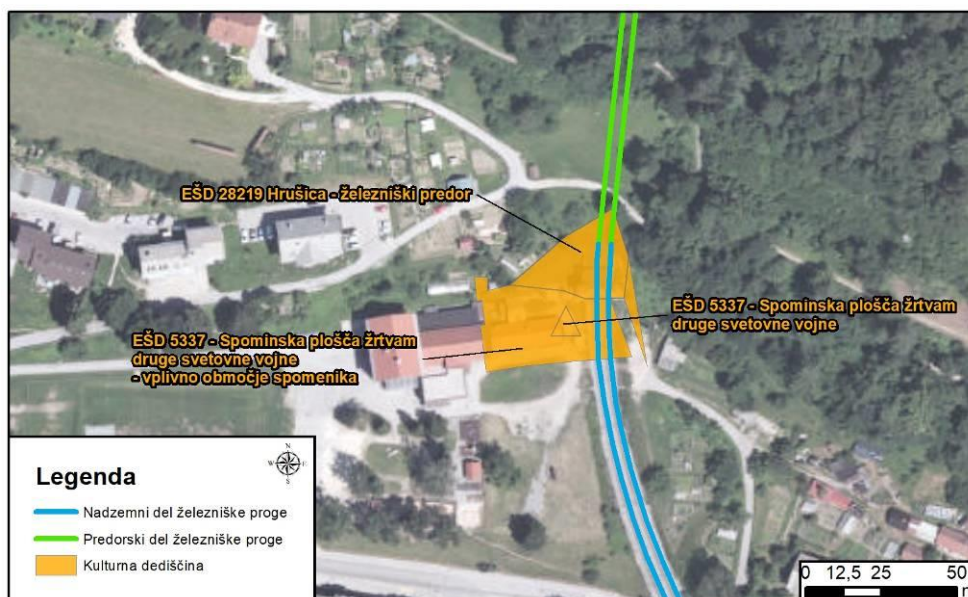 EŠD 28219 Hrušica - železniški predor
EŠD 5337 - Spominska plošča žrtvam
druge svetovne vojne
EŠD 5337 - Spominska plošča žrtvam
druge svetovne vojne
- vplivno območje spomenika
Legenda
N
W E
S
Nadzemni del železniške proge
Predorski del železniške proge
Kulturna dediščina
0 12,5 25 50
m